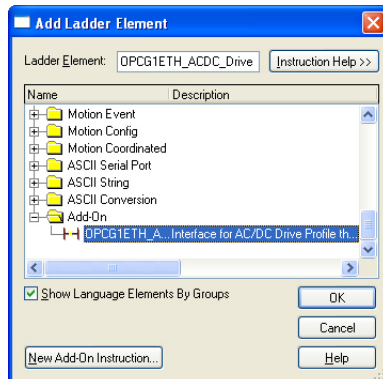 Add Ladder Element
Ladder Element: OPCG1ETH_ACDC_Drive Instruction Help >>
Name Description
Motion Event
Motion Config
Motion Coordinated
ASCII Serial Port
ASCII String
ASCII Conversion
Add-On
OPCG1ETH_A... Interface for AC/DC Drive Profile th...
Show Language Elements By Groups
OK
Cancel
New Add-On Instruction...
Help